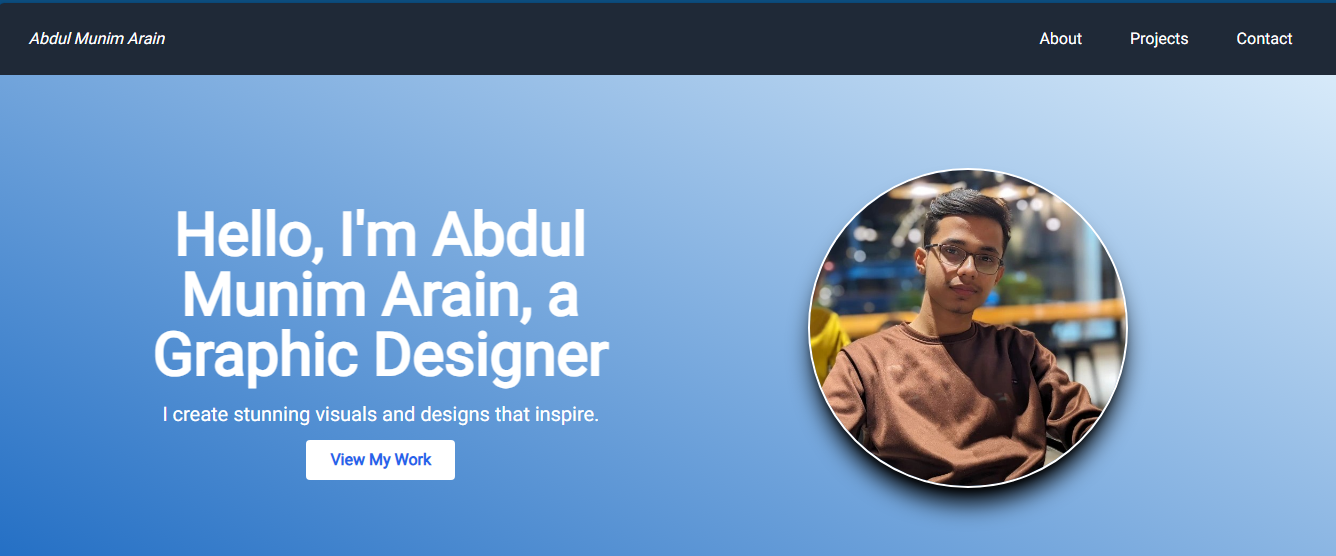 Abdul Munim Arain
About Projects Contact
Hello, I'm Abdul
Munim Arain, a
Graphic Designer
I create stunning visuals and designs that inspire.
View My Work